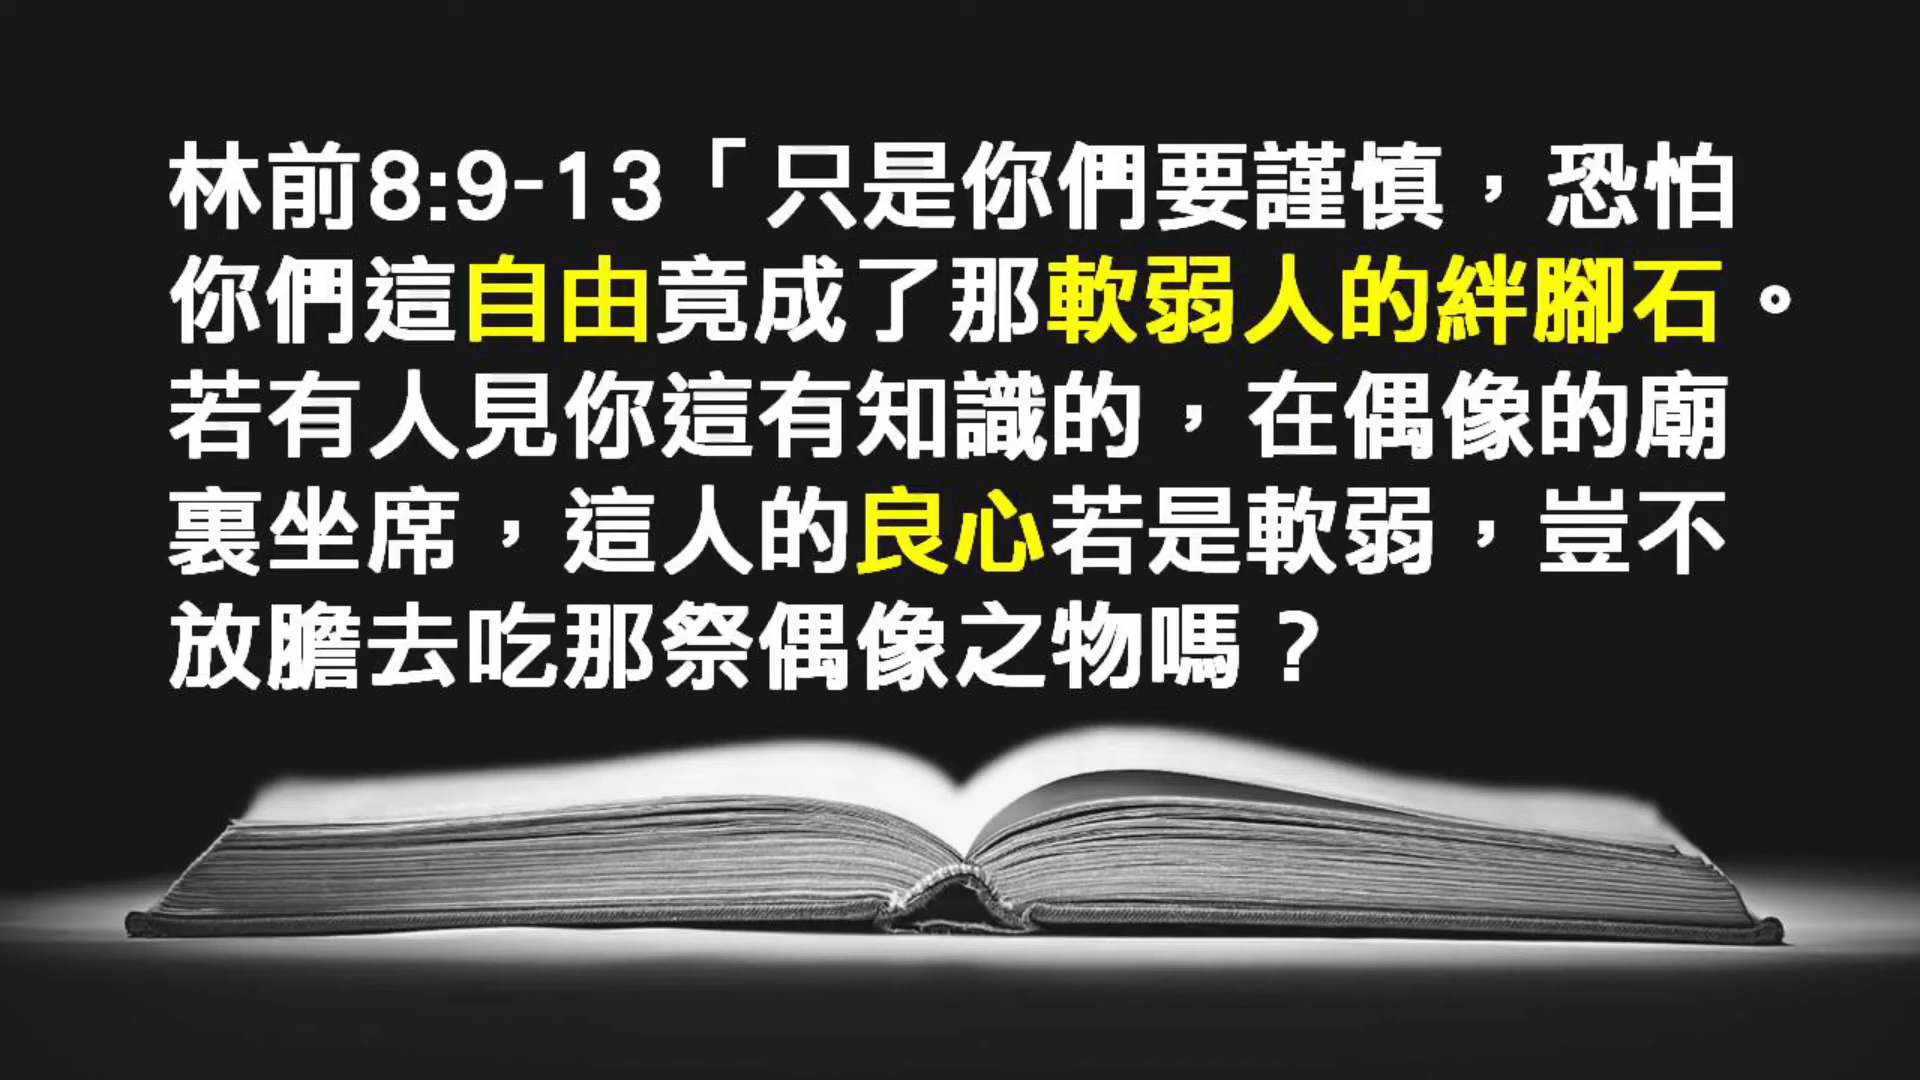 林前8:9-13「只是你們要謹慎，恐怕
你們這自由竟成了那軟弱人的絆腳石。
若有人見你這有知識的，在偶像的廟
裏坐席，這人的良心若是軟弱，豈不
放膽去吃那祭偶像之物嗎？